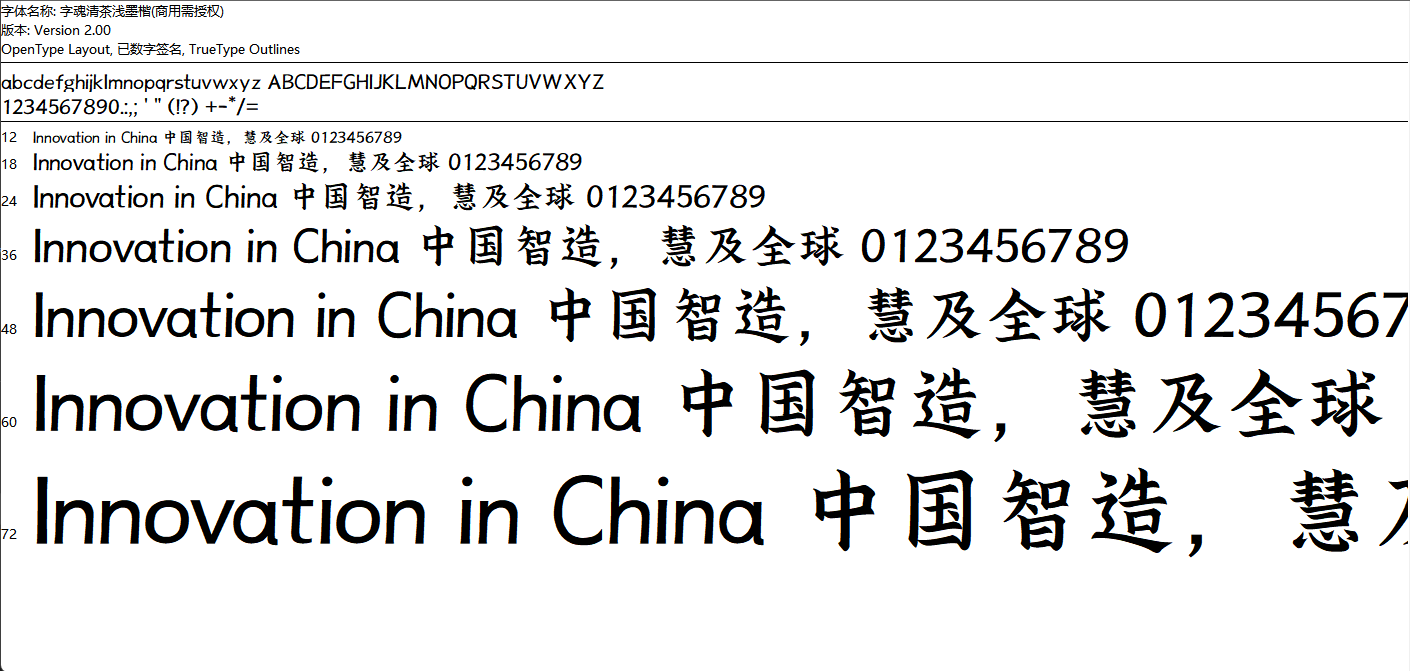 字体名称: 字魂清茶浅墨楷(商用需授权)
版本: Version 2.00
OpenType Layout, 已数字签名, TrueType Outlines
abcdefghijklmnopqrstuvwxyz ABCDEFGHIJKLMNOPQRSTUVWXYZ
1234567890.:,; ' " (!?) +-*/=
12 Innovation in China 中国智造，慧及全球 0123456789
18 Innovation in China 中国智造，慧及全球 0123456789
24 Innovation in China 中国智造，慧及全球 0123456789
36 Innovation in China 中国智造，慧及全球 0123456789
48 Innovation in China 中国智造，慧及全球 01234567
60 Innovation in China 中国智造，慧及全球
72 Innovation in China 中国智造，慧